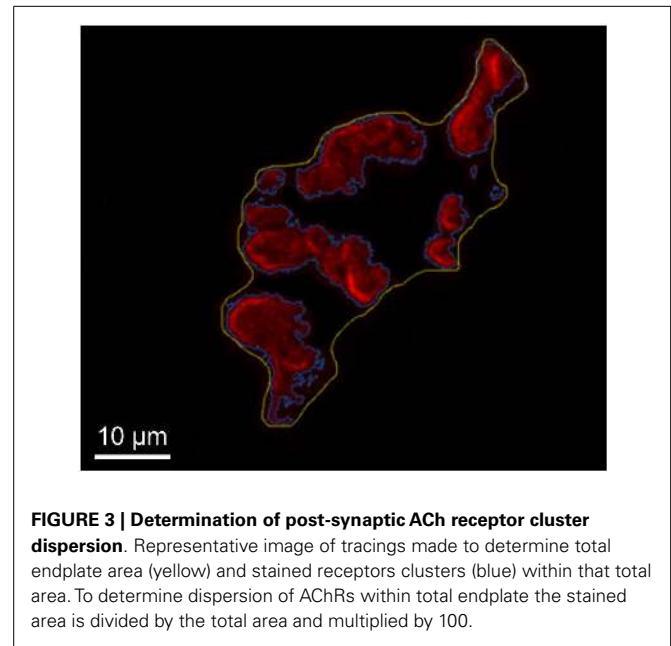 10 µm
FIGURE 3 | Determination of post-synaptic ACh receptor cluster
dispersion. Representative image of tracings made to determine total
endplate area (yellow) and stained receptors clusters (blue) within that total
area. To determine dispersion of AChRs within total endplate the stained
area is divided by the total area and multiplied by 100.